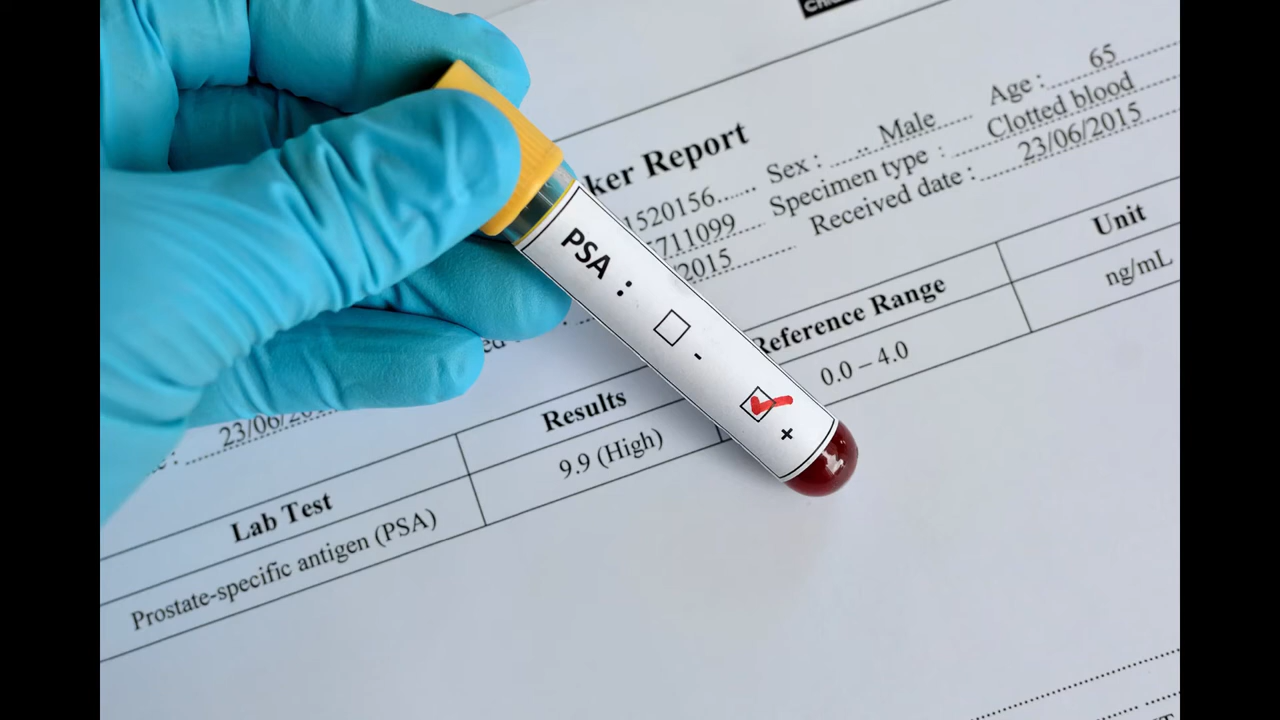 Report
Sex : ..... .. Male ......
Age : ...... 65 ......
1520156......
Specimen type : ..... Clotted blood
711099
Received date : ..... 23/06/2015
2015
PSA :
-
+
23/06/
Lab Test
Results
Reference Range
Unit
Prostate-specific antigen (PSA)
9.9 (High)
0.0 – 4.0
ng/mL